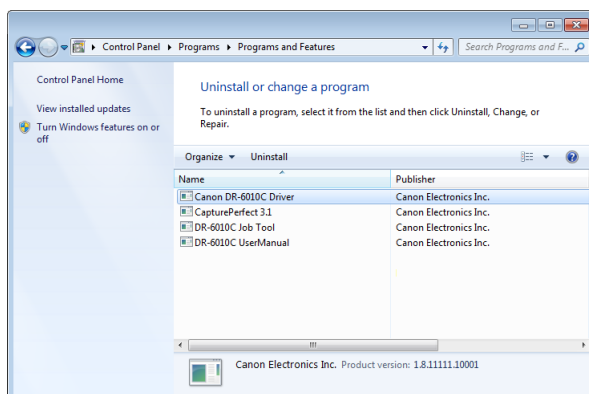 Control Panel Programs Programs and Features Search Programs and F...
Control Panel Home
View installed updates
Turn Windows features on or
off
Uninstall or change a program
To uninstall a program, select it from the list and then click Uninstall, Change, or
Repair.
Organize Uninstall
Name Publisher
Canon DR-6010C Driver Canon Electronics Inc.
CapturePerfect 3.1 Canon Electronics Inc.
DR-6010C Job Tool Canon Electronics Inc.
DR-6010C UserManual Canon Electronics Inc.
Canon Electronics Inc. Product version: 1.8.11111.10001